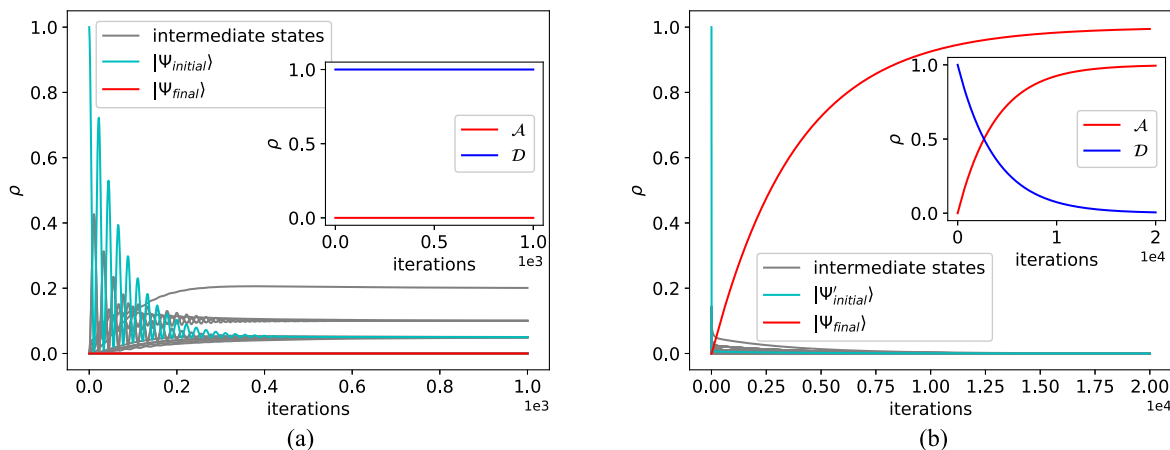 1.0
0.8
0.6
0.4
0.2
0.0
ρ
intermediate states
|Ψ_initial⟩
|Ψ_final⟩
1.0
0.5
0.0
ρ
𝒜
𝒟
0.0 0.5 1.0
1e3
iterations
0.0 0.2 0.4 0.6 0.8 1.0
1e3
iterations
(a)
1.0
0.8
0.6
0.4
0.2
0.0
ρ
1.0
0.5
0.0
ρ
𝒜
𝒟
0 1 2
1e4
iterations
intermediate states
|Ψ′_initial⟩
|Ψ_final⟩
0.00 0.25 0.50 0.75 1.00 1.25 1.50 1.75 2.00
1e4
iterations
(b)